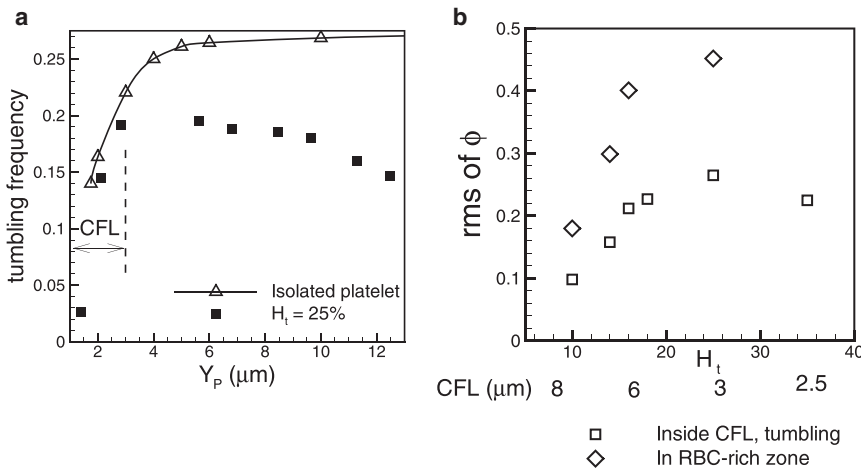 a
tumbling frequency
0.25
0.2
0.15
0.1
0.05
0
CFL
Isolated platelet
H_t = 25%
2 4 6 8 10 12
Y_P (μm)
b
rms of ϕ
0.5
0.4
0.3
0.2
0.1
0.0
10 20 30 40
H_t
CFL (μm) 8 6 3 2.5
Inside CFL, tumbling
In RBC-rich zone